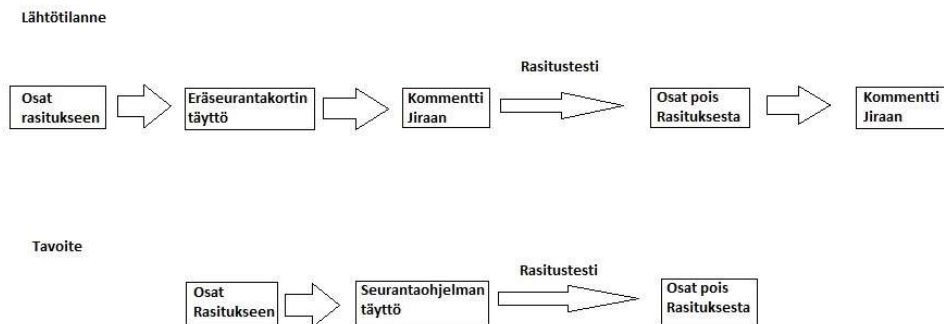 Lähtötilanne
Rasitustesti
Osat
rasitukseen
Eräseurantakortin
täyttö
Kommentti
Jiraan
Osat pois
Rasituksesta
Kommentti
Jiraan
Tavoite
Rasitustesti
Osat
Rasitukseen
Seurantaohjelman
täyttö
Osat pois
Rasituksesta